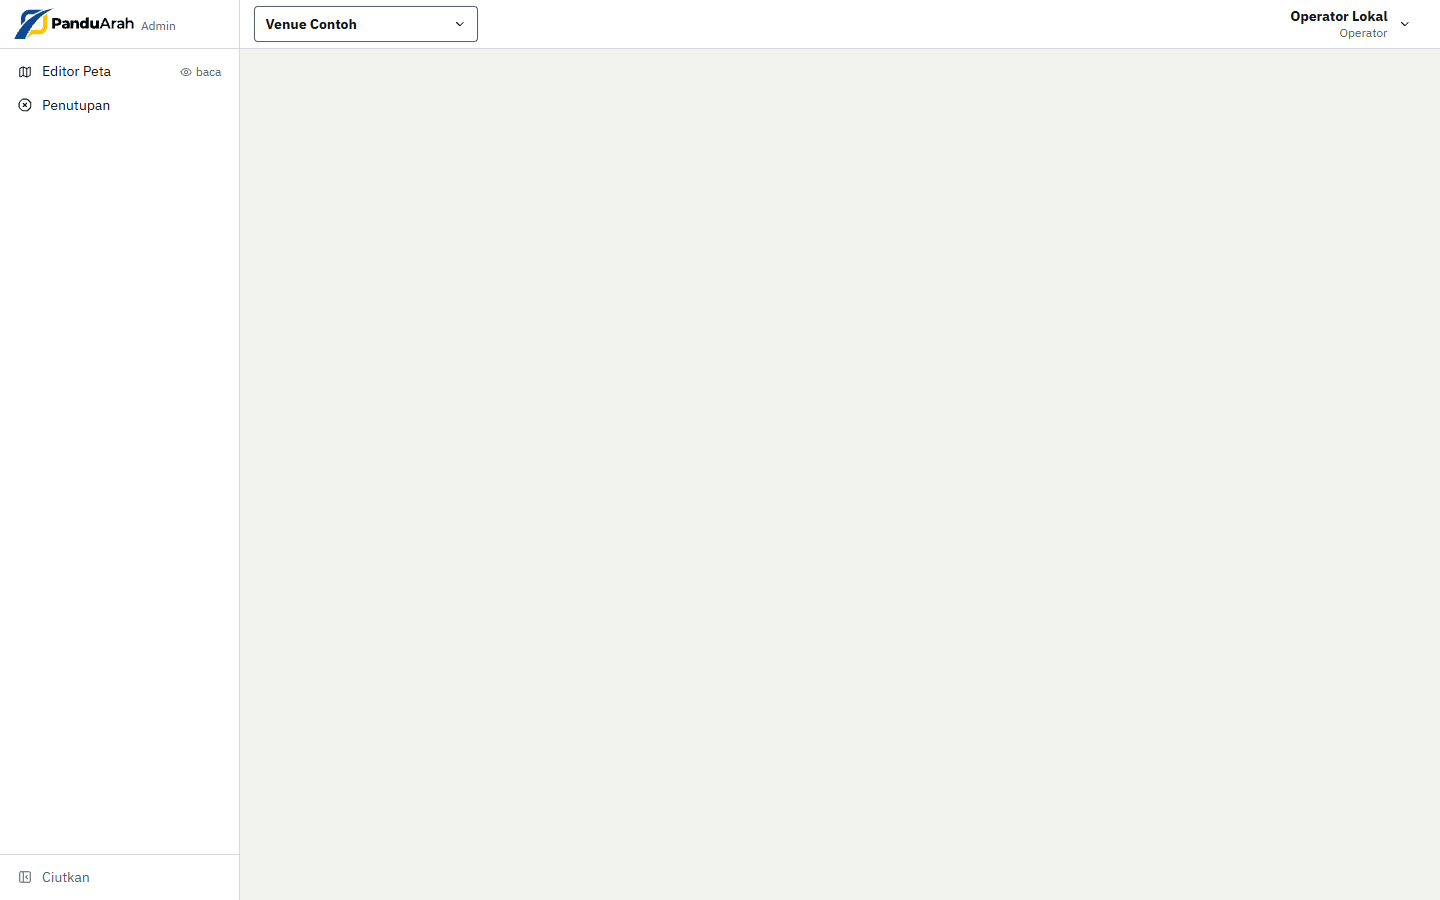 PanduArah Admin
Venue Contoh
Operator Lokal
Operator
Editor Peta
baca
Penutupan
Ciutkan